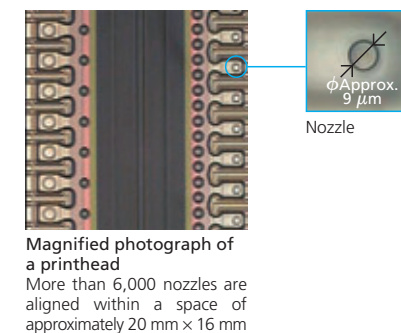 ϕApprox.
9 μm
Nozzle
Magnified photograph of
a printhead
More than 6,000 nozzles are
aligned within a space of
approximately 20 mm × 16 mm